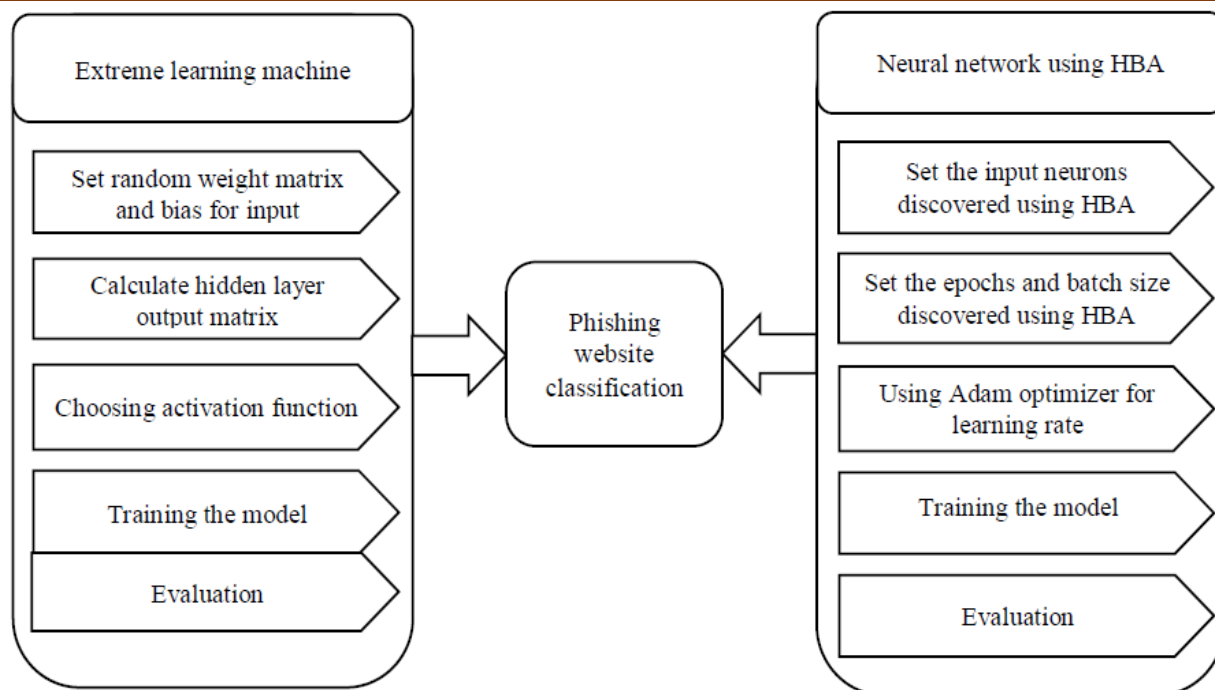 Extreme learning machine
Set random weight matrix
and bias for input
Calculate hidden layer
output matrix
Choosing activation function
Training the model
Evaluation
Phishing
website
classification
Neural network using HBA
Set the input neurons
discovered using HBA
Set the epochs and batch size
discovered using HBA
Using Adam optimizer for
learning rate
Training the model
Evaluation